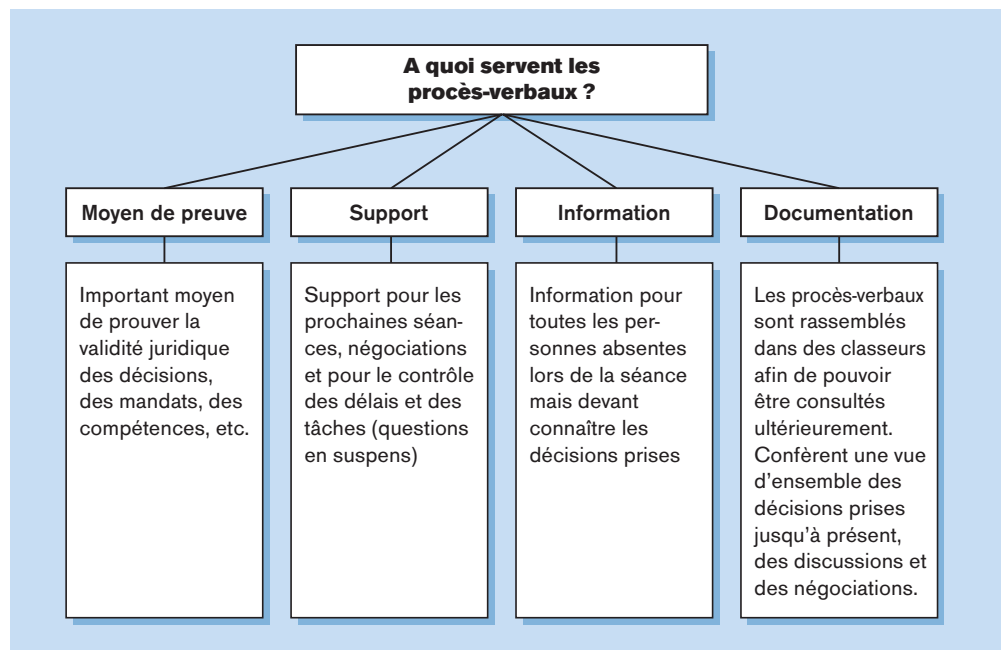 A quoi servent les
procès-verbaux ?
Moyen de preuve
Support
Information
Documentation
Important moyen
de prouver la
validité juridique
des décisions,
des mandats, des
compétences, etc.
Support pour les
prochaines séan-
ces, négociations
et pour le contrôle
des délais et des
tâches (questions
en suspens)
Information pour
toutes les per-
sonnes absentes
lors de la séance
mais devant
connaître les
décisions prises
Les procès-verbaux
sont rassemblés
dans des classeurs
afin de pouvoir
être consultés
ultérieurement.
Confèrent une vue
d’ensemble des
décisions prises
jusqu’à présent,
des discussions et
des négociations.